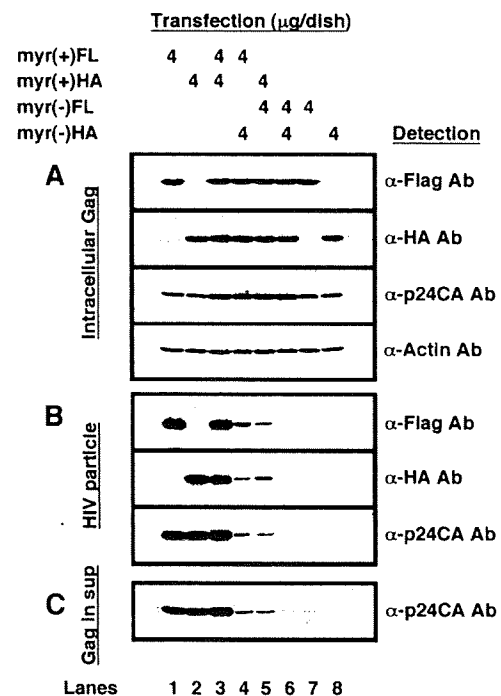 Transfection (μg/dish)
myr(+)FL 4 4 4
myr(+)HA 4 4 4
myr(-)FL 4 4 4
myr(-)HA 4 4 4
Detection
A
Intracellular Gag
α-Flag Ab
α-HA Ab
α-p24CA Ab
α-Actin Ab
B
HIV particle
α-Flag Ab
α-HA Ab
α-p24CA Ab
C
Gag in sup
α-p24CA Ab
Lanes 1 2 3 4 5 6 7 8